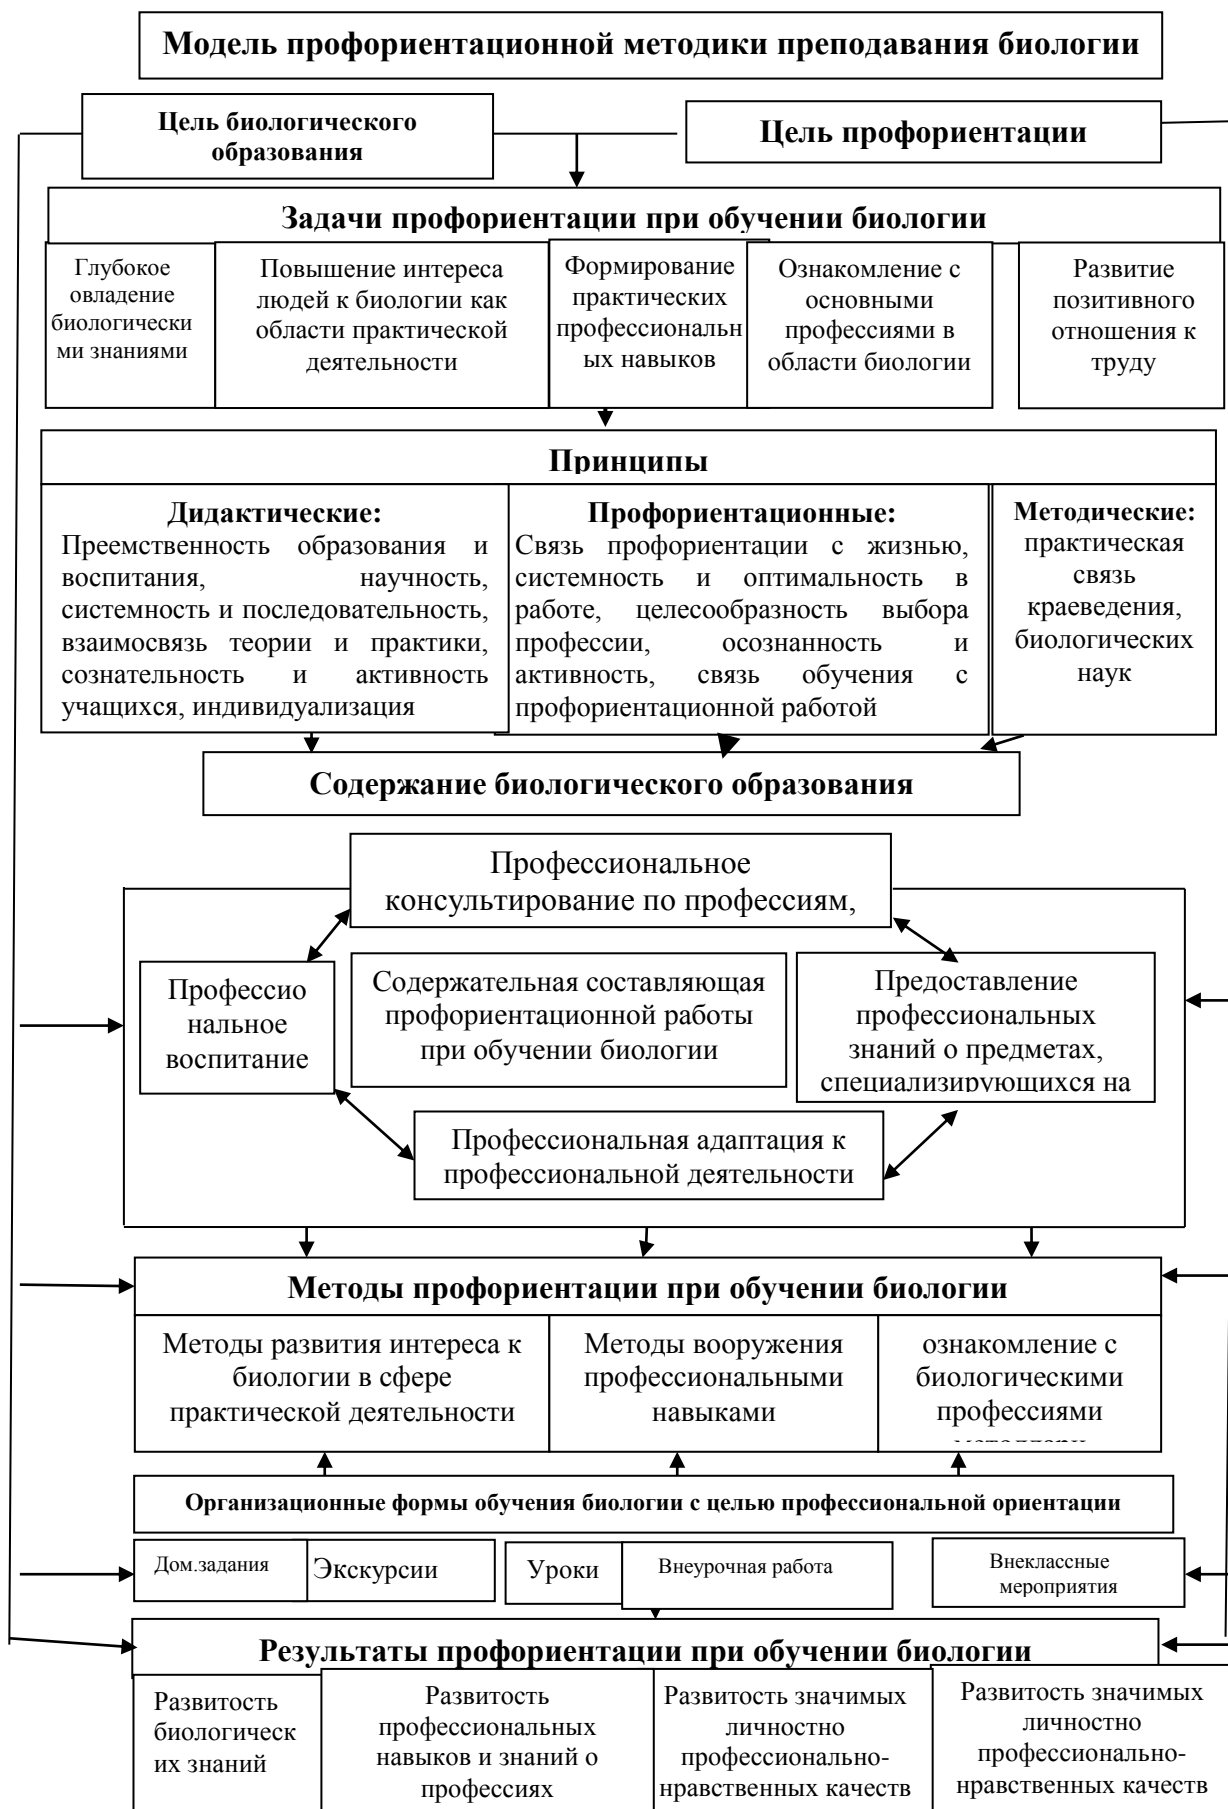 Модель профориентационной методики преподавания биологии
Цель биологического
образования
Цель профориентации
Задачи профориентации при обучении биологии
Глубокое
овладение
биологически
ми знаниями
Повышение интереса
людей к биологии как
области практической
деятельности
Формирование
практических
профессиональн
ых навыков
Ознакомление с
основными
профессиями в
области биологии
Развитие
позитивного
отношения к
труду
Принципы
Дидактические:
Преемственность образования и
воспитания, научность,
системность и последовательность,
взаимосвязь теории и практики,
сознательность и активность
учащихся, индивидуализация
Профориентационные:
Связь профориентации с жизнью,
системность и оптимальность в
работе, целесообразность выбора
профессии, осознанность и
активность, связь обучения с
профориентационной работой
Методические:
практическая
связь
краеведения,
биологических
наук
Содержание биологического образования
Профессиональное
консультирование по профессиям,
Профессио
нальное
воспитание
Содержательная составляющая
профориентационной работы
при обучении биологии
Предоставление
профессиональных
знаний о предметах,
специализирующихся на
Профессиональная адаптация к
профессиональной деятельности
Методы профориентации при обучении биологии
Методы развития интереса к
биологии в сфере
практической деятельности
Методы вооружения
профессиональными
навыками
ознакомление с
биологическими
профессиями
Организационные формы обучения биологии с целью профессиональной ориентации
Дом.задания
Экскурсии
Уроки
Внеурочная работа
Внеклассные
мероприятия
Результаты профориентации при обучении биологии
Развитость
биологическ
их знаний
Развитость
профессиональных
навыков и знаний о
профессиях
Развитость значимых
личностно
профессионально-
нравственных качеств
Развитость значимых
личностно
профессионально-
нравственных качеств